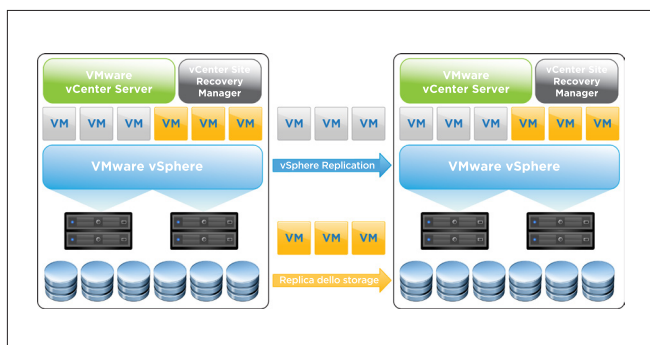 VMware
vCenter Server
vCenter Site
Recovery
Manager
VM VM VM VM VM VM
VMware vSphere
VM VM VM
vSphere Replication
VM VM VM
Replica dello storage
VMware
vCenter Server
vCenter Site
Recovery
Manager
VM VM VM VM VM VM
VMware vSphere